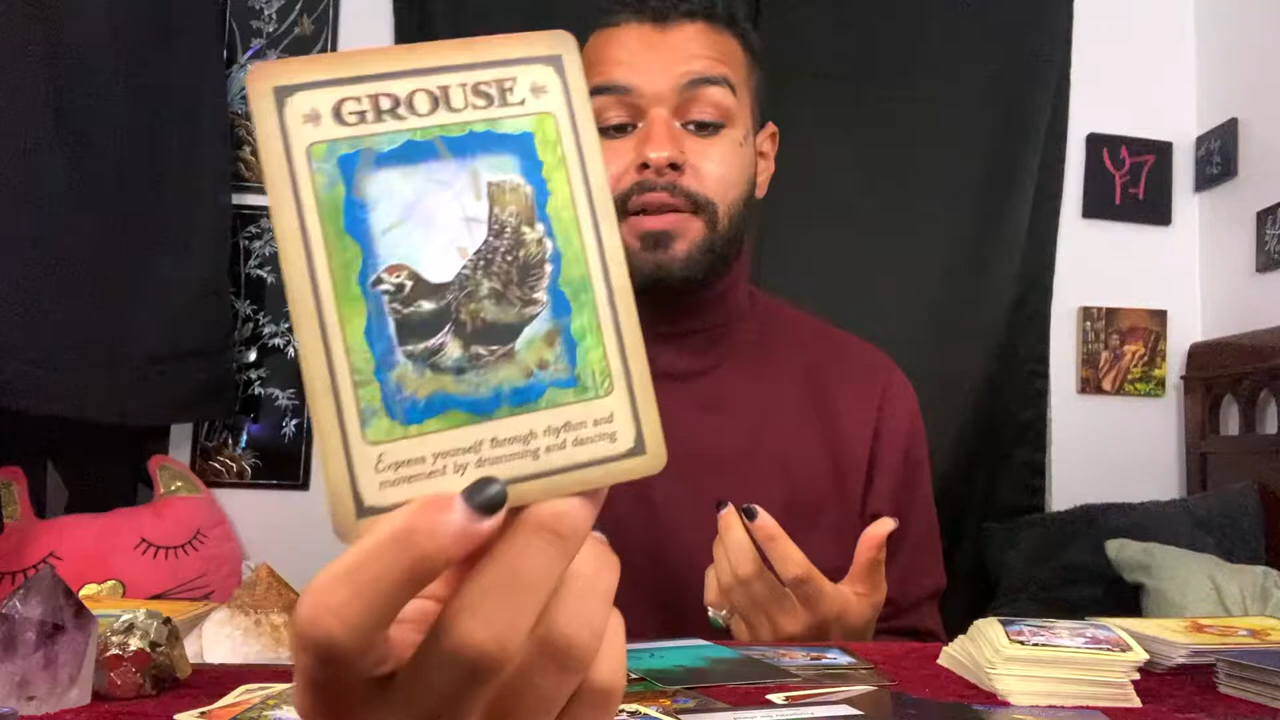 GROUSE
Express yourself through rhythm and
movement by drumming and dancing